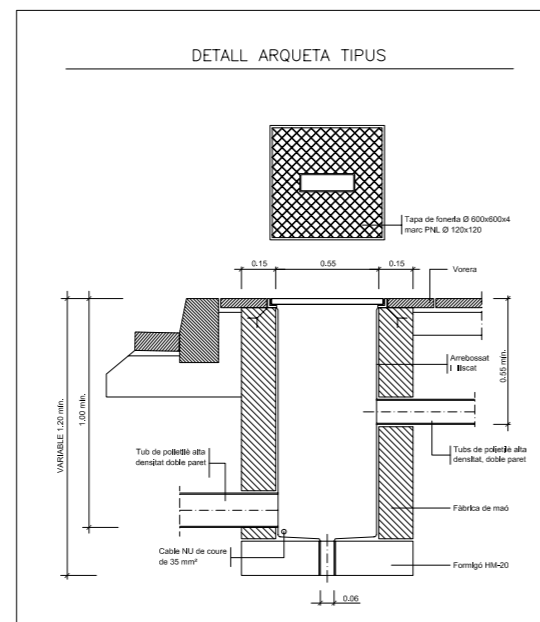 DETALL ARQUETA TIPUS
Tapa de foneria Ø 600x600x4
marc PNL Ø 120x120
0.15
0.55
0.15
Vorera
Arrebossat
i lliscat
0.55 mín.
VARIABLE 1.20 mín.
1.00 mín.
Tub de polietilè alta
densitat doble paret
Tubs de polietilè alta
densitat, doble paret
Fàbrica de maó
Cable NU de coure
de 35 mm²
Formigó HM-20
0.06